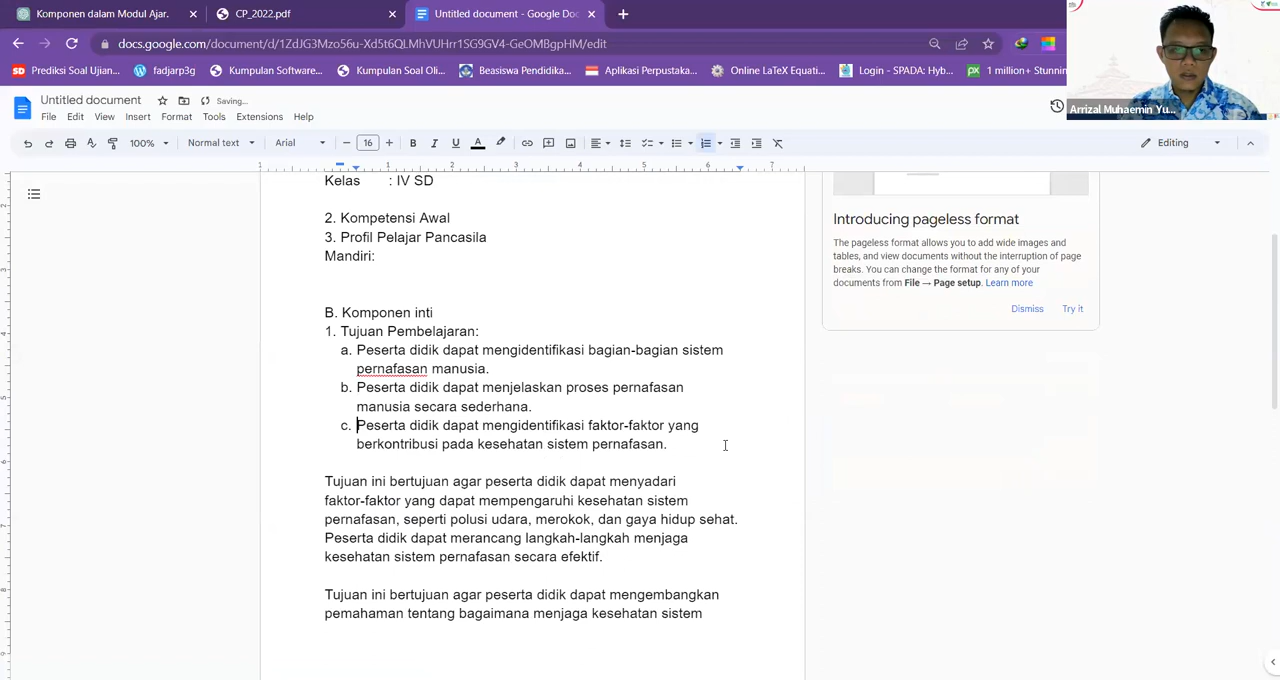 Komponen dalam Modul Ajar.
CP_2022.pdf
Untitled document - Google Doc
docs.google.com/document/d/1ZdJG3Mzo56u-Xd5t6QLMhVUHrr1SG9GV4-GeOMBgpHM/edit
Prediksi Soal Ujian... fadjarp3g Kumpulan Software... Kumpulan Soal Oli... Beasiswa Pendidika... Aplikasi Perpustaka... Online LaTeX Equati... Login - SPADA: Hyb... 1 million+ Stunnin
Arrizal Muhaemin Yu...
Untitled document
Saving...
File Edit View Insert Format Tools Extensions Help
100% Normal text Arial 16 Editing
Kelas : IV SD
2. Kompetensi Awal
3. Profil Pelajar Pancasila
Mandiri:
B. Komponen inti
1. Tujuan Pembelajaran:
a. Peserta didik dapat mengidentifikasi bagian-bagian sistem
pernafasan manusia.
b. Peserta didik dapat menjelaskan proses pernafasan
manusia secara sederhana.
c. Peserta didik dapat mengidentifikasi faktor-faktor yang
berkontribusi pada kesehatan sistem pernafasan.
Tujuan ini bertujuan agar peserta didik dapat menyadari
faktor-faktor yang dapat mempengaruhi kesehatan sistem
pernafasan, seperti polusi udara, merokok, dan gaya hidup sehat.
Peserta didik dapat merancang langkah-langkah menjaga
kesehatan sistem pernafasan secara efektif.
Tujuan ini bertujuan agar peserta didik dapat mengembangkan
pemahaman tentang bagaimana menjaga kesehatan sistem
Introducing pageless format
The pageless format allows you to add wide images and
tables, and view documents without the interruption of page
breaks. You can change the format for any of your
documents from File → Page setup. Learn more
Dismiss Try it